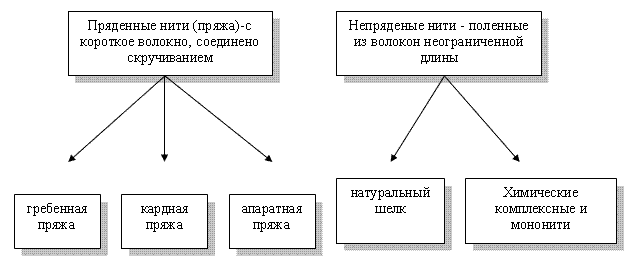 Пряденные нити (пряжа)-с
короткое волокно, соединено
скручиванием
Непряденые нити - поленные
из волокон неограниченной
длины
гребенная
пряжа
кардная
пряжа
апаратная
пряжа
натуральный
шелк
Химические
комплексные и
мононити